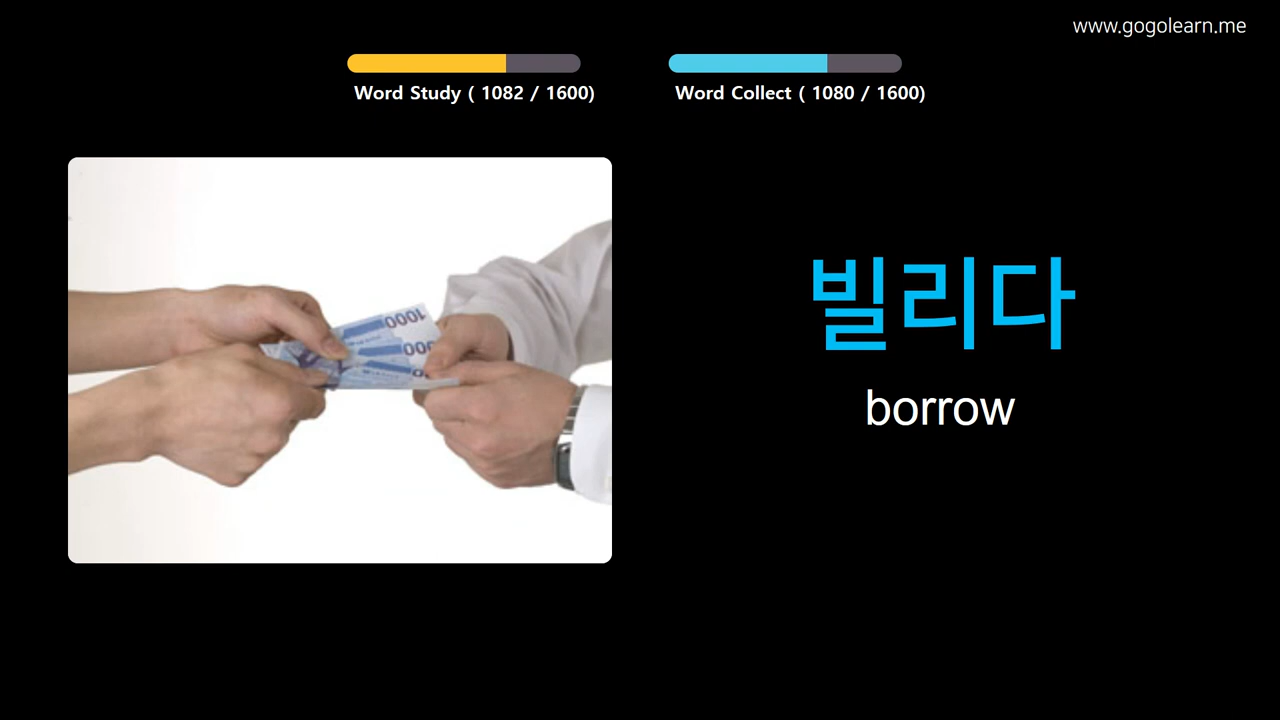 www.gogolearn.me
Word Study ( 1082 / 1600)
Word Collect ( 1080 / 1600)
1000
빌리다
borrow